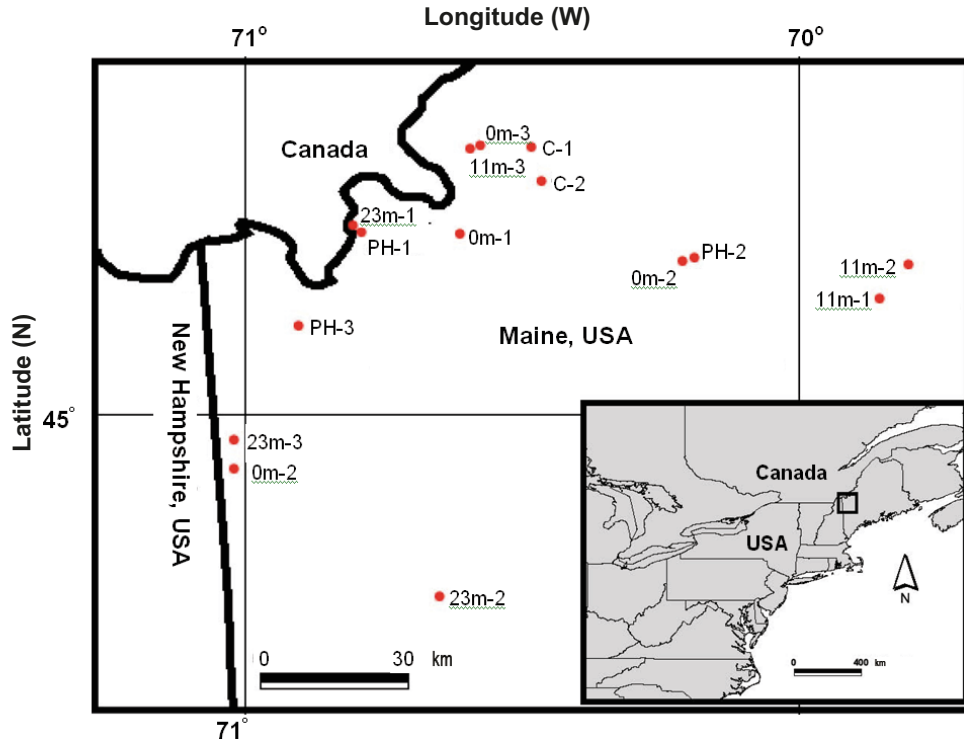 Longitude (W)
71°
70°
Canada
0m-3
C-1
11m-3
C-2
23m-1
PH-1
0m-1
PH-2
0m-2
11m-2
11m-1
PH-3
Maine, USA
Latitude (N)
New Hampshire, USA
45°
23m-3
0m-2
23m-2
0
30
km
71°
Canada
USA
N
0
400
km